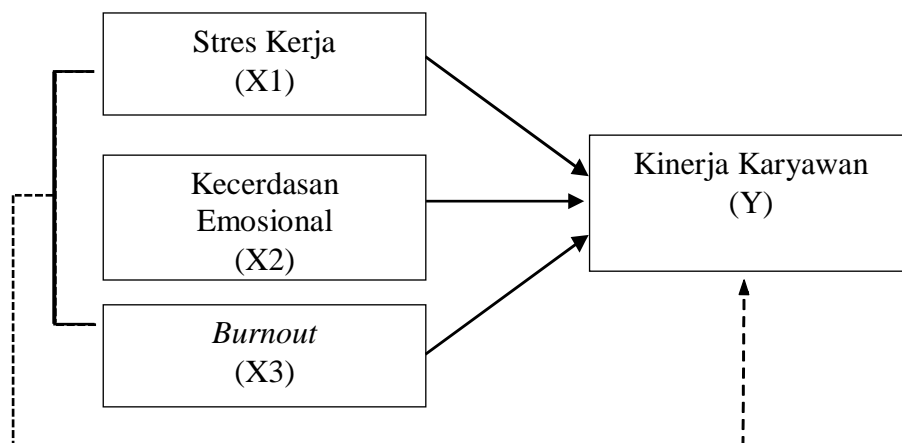 Stres Kerja
(X1)
Kecerdasan
Emosional
(X2)
Burnout
(X3)
Kinerja Karyawan
(Y)